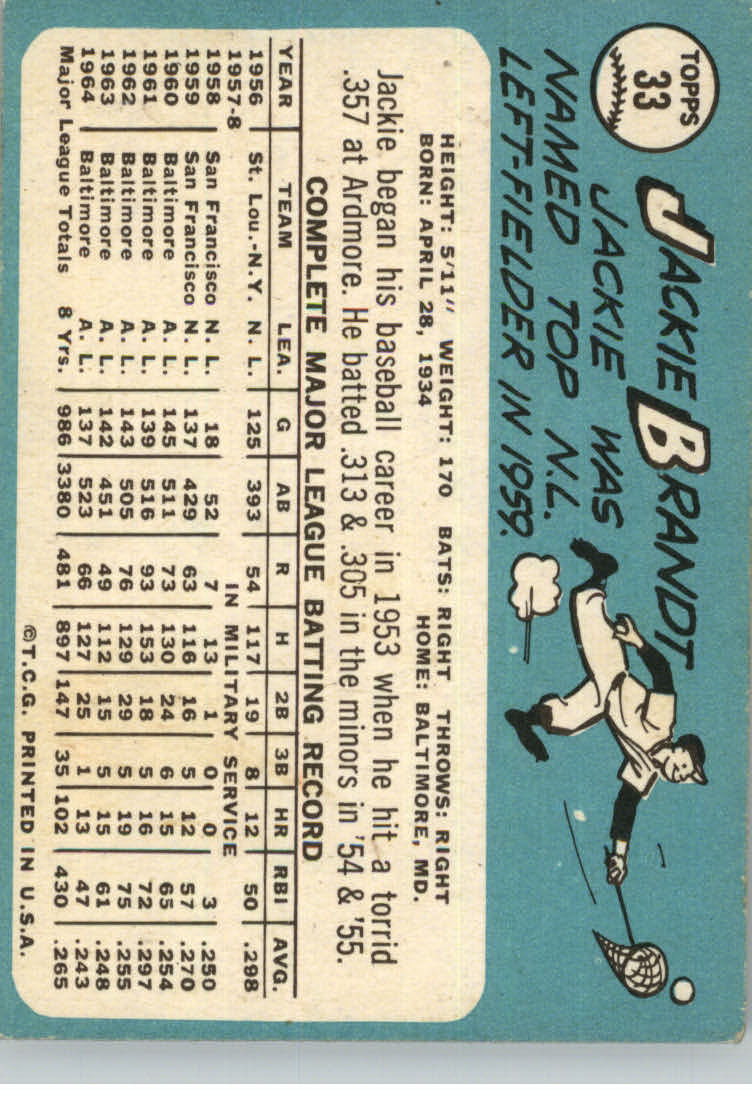 TOPPS
33
JACKIE BRANDT
JACKIE WAS
NAMED TOP N.L.
LEFT-FIELDER IN 1959.
HEIGHT: 5/11" WEIGHT: 170 BATS: RIGHT THROWS: RIGHT
BORN: APRIL 28, 1934 HOME: BALTIMORE, MD.
Jackie began his baseball career in 1953 when he hit a torrid
.357 at Ardmore. He batted .313 & .305 in the minors in '54 & '55.
COMPLETE MAJOR LEAGUE BATTING RECORD
YEAR TEAM LEA. G AB R H 2B 3B HR RBI AVG.
1956 St. Lou.-N.Y. N. L. 125 393 54 117 19 8 12 50 .298
1957-8 IN MILITARY SERVICE
1958 San Francisco N. L. 18 52 7 13 1 0 0 3 .250
1959 San Francisco N. L. 137 429 63 116 16 5 12 57 .270
1960 Baltimore A. L. 145 511 73 130 24 6 15 65 .254
1961 Baltimore A. L. 139 516 93 153 18 5 16 72 .297
1962 Baltimore A. L. 143 505 76 129 29 5 19 75 .255
1963 Baltimore A. L. 142 451 49 112 15 5 15 61 .248
1964 Baltimore A. L. 137 523 66 127 25 1 13 47 .243
Major League Totals 8 Yrs. 986 3380 481 897 147 35 102 430 .265
©T.C.G. PRINTED IN U.S.A.